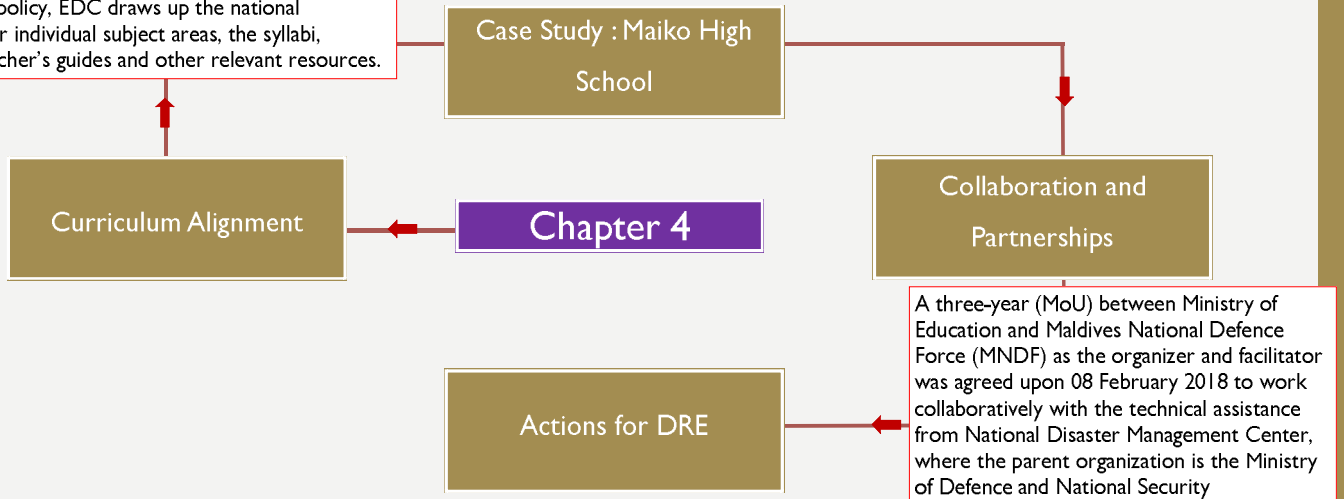 policy, EDC draws up the national
individual subject areas, the syllabi,
guides and other relevant resources.
Case Study : Maiko High
School
Curriculum Alignment
Chapter 4
Collaboration and
Partnerships
A three-year (MoU) between Ministry of
Education and Maldives National Defence
Force (MNDF) as the organizer and facilitator
was agreed upon 08 February 2018 to work
collaboratively with the technical assistance
from National Disaster Management Center,
where the parent organization is the Ministry
of Defence and National Security
Actions for DRE